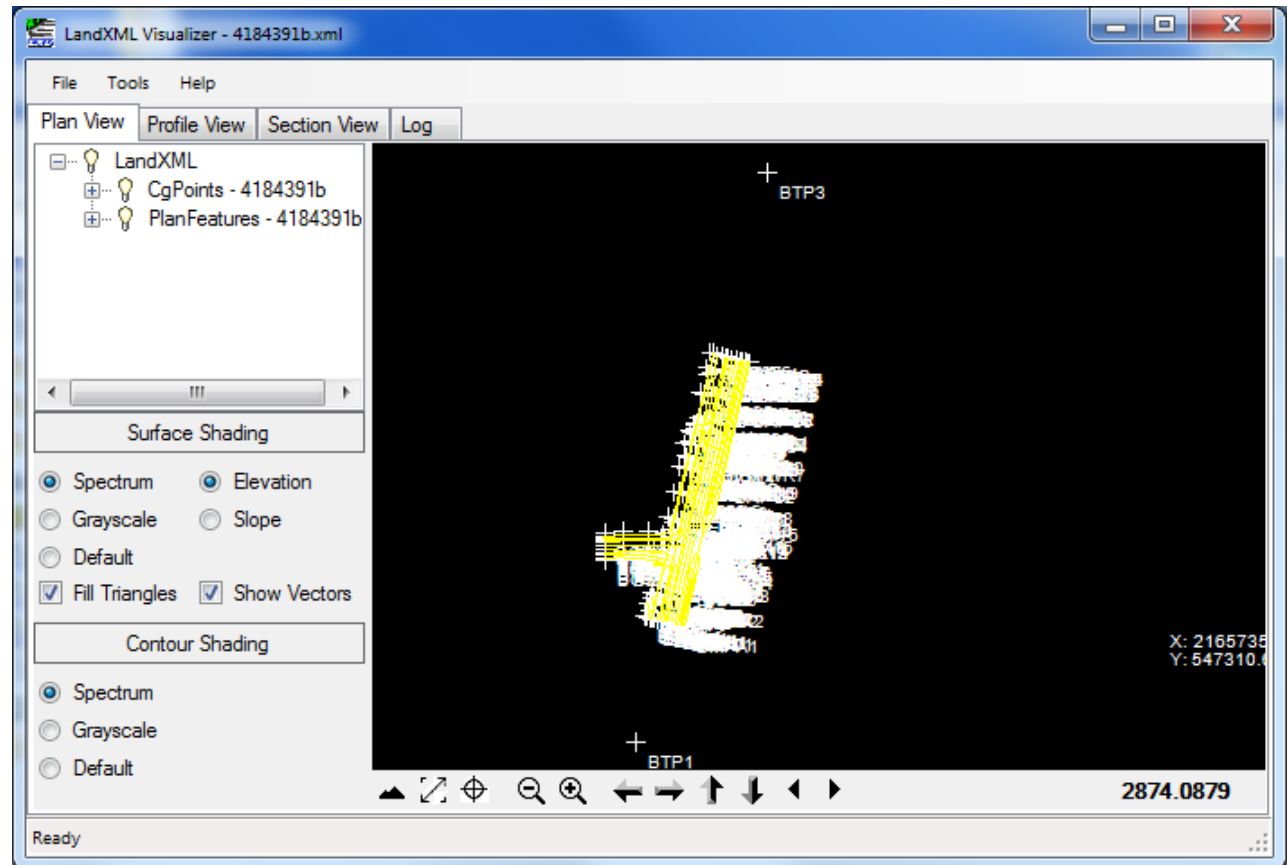 LandXML Visualizer - 4184391b.xml
File Tools Help
Plan View Profile View Section View Log
LandXML
CgPoints - 4184391b
PlanFeatures - 4184391b
Surface Shading
Spectrum Elevation
Grayscale Slope
Default
Fill Triangles Show Vectors
Contour Shading
Spectrum
Grayscale
Default
BTP3
BTP1
X: 2165735
Y: 547310.
2874.0879
Ready